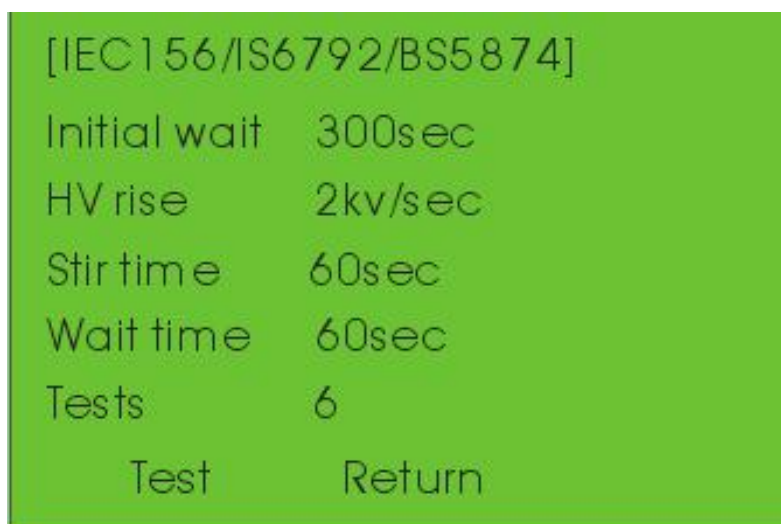 [IEC156/IS6792/BS5874]
Initial wait 300sec
HV rise 2kv/sec
Stir time 60sec
Wait time 60sec
Tests 6
Test Return